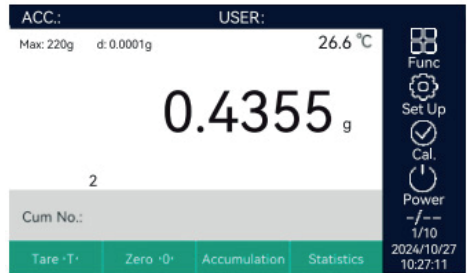 ACC.: USER:
Max: 220g d: 0.0001g 26.6 ℃
0.4355 g
2
Cum No.:
Tare ·T· Zero ·0· Accumulation Statistics
Func
Set Up
Cal.
Power
-/--
1/10
2024/10/27
10:27:11